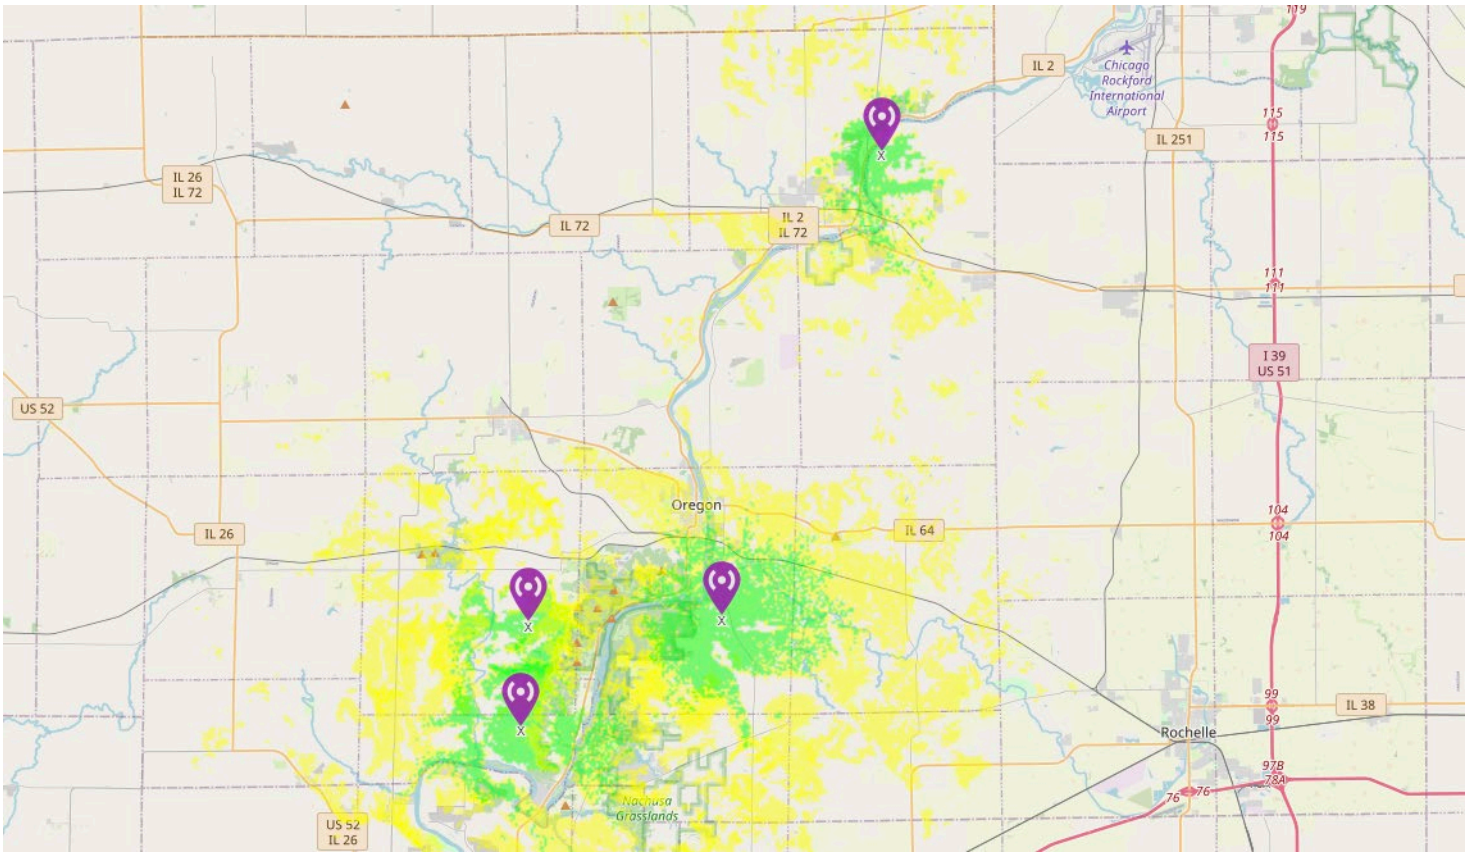 119
IL 2
Chicago
Rockford
International
Airport
115
115
IL 251
X
IL 26
IL 72
IL 2
IL 72
IL 72
111
111
I 39
US 51
US 52
Oregon
104
104
IL 64
IL 26
X
X
99
99
IL 38
X
Rochelle
97B
78A
76
76
Nachusa
Grasslands
US 52
IL 26